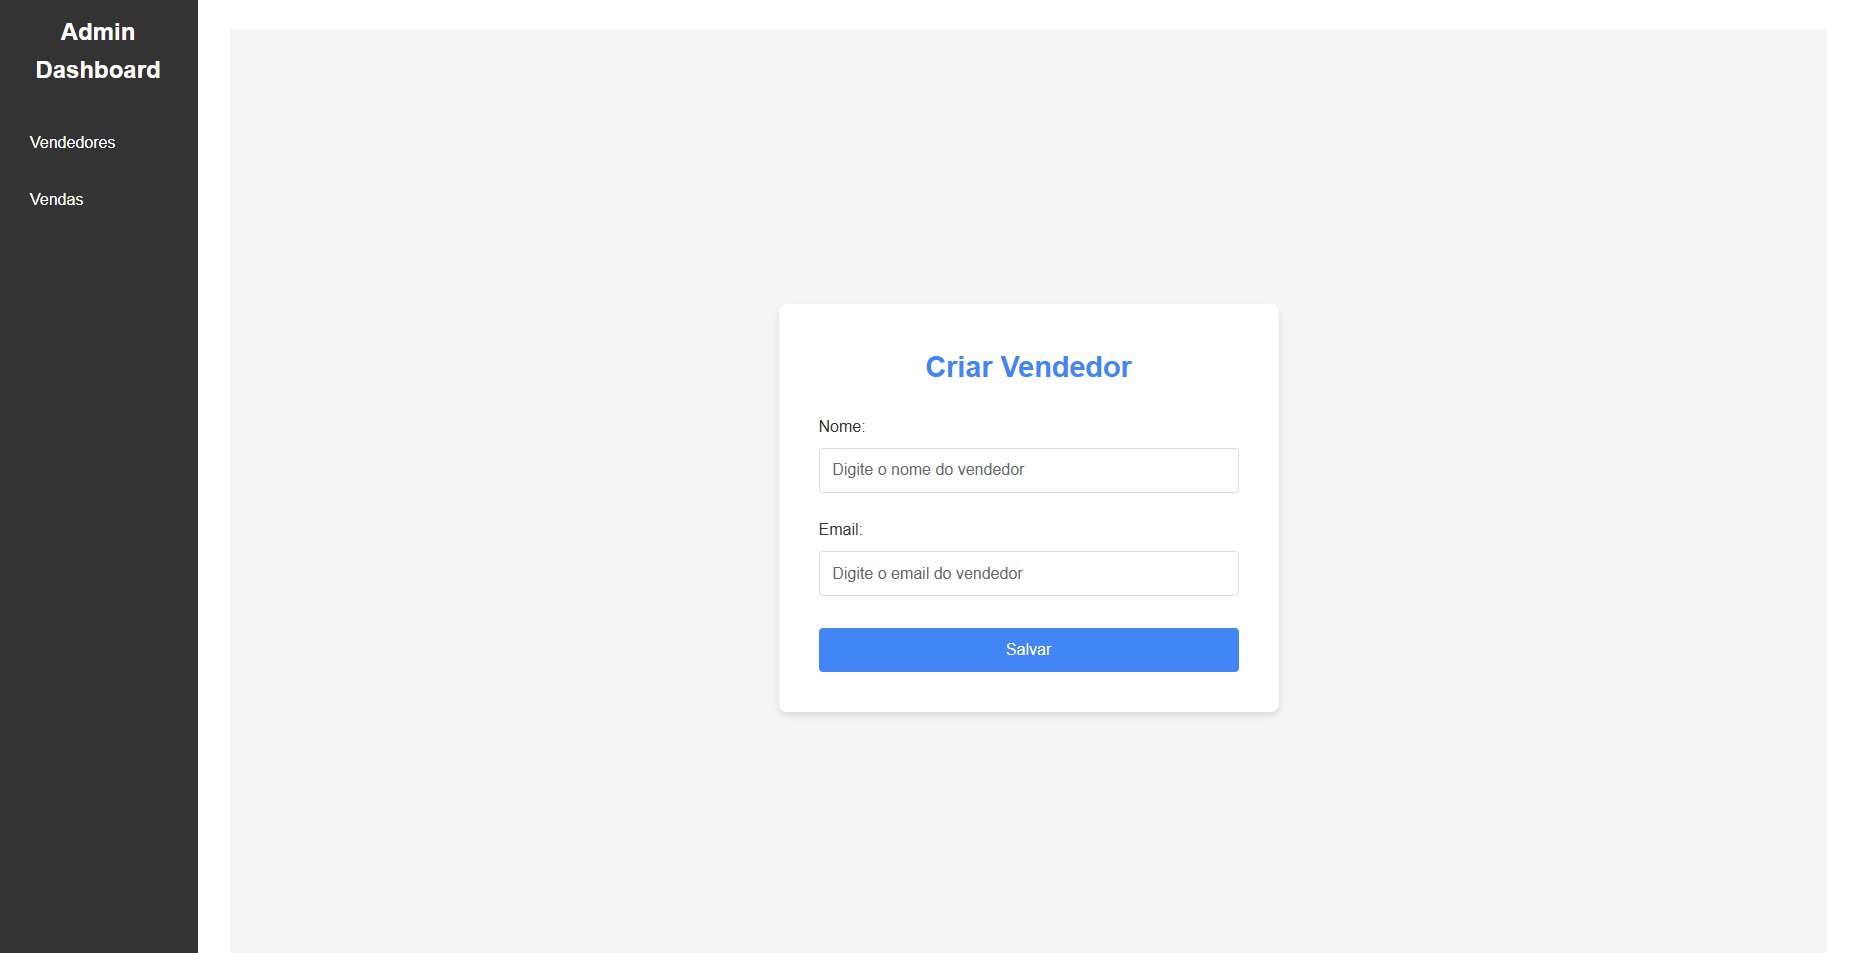 Admin
Dashboard
Vendedores
Vendas
Criar Vendedor
Nome:
Digite o nome do vendedor
Email:
Digite o email do vendedor
Salvar